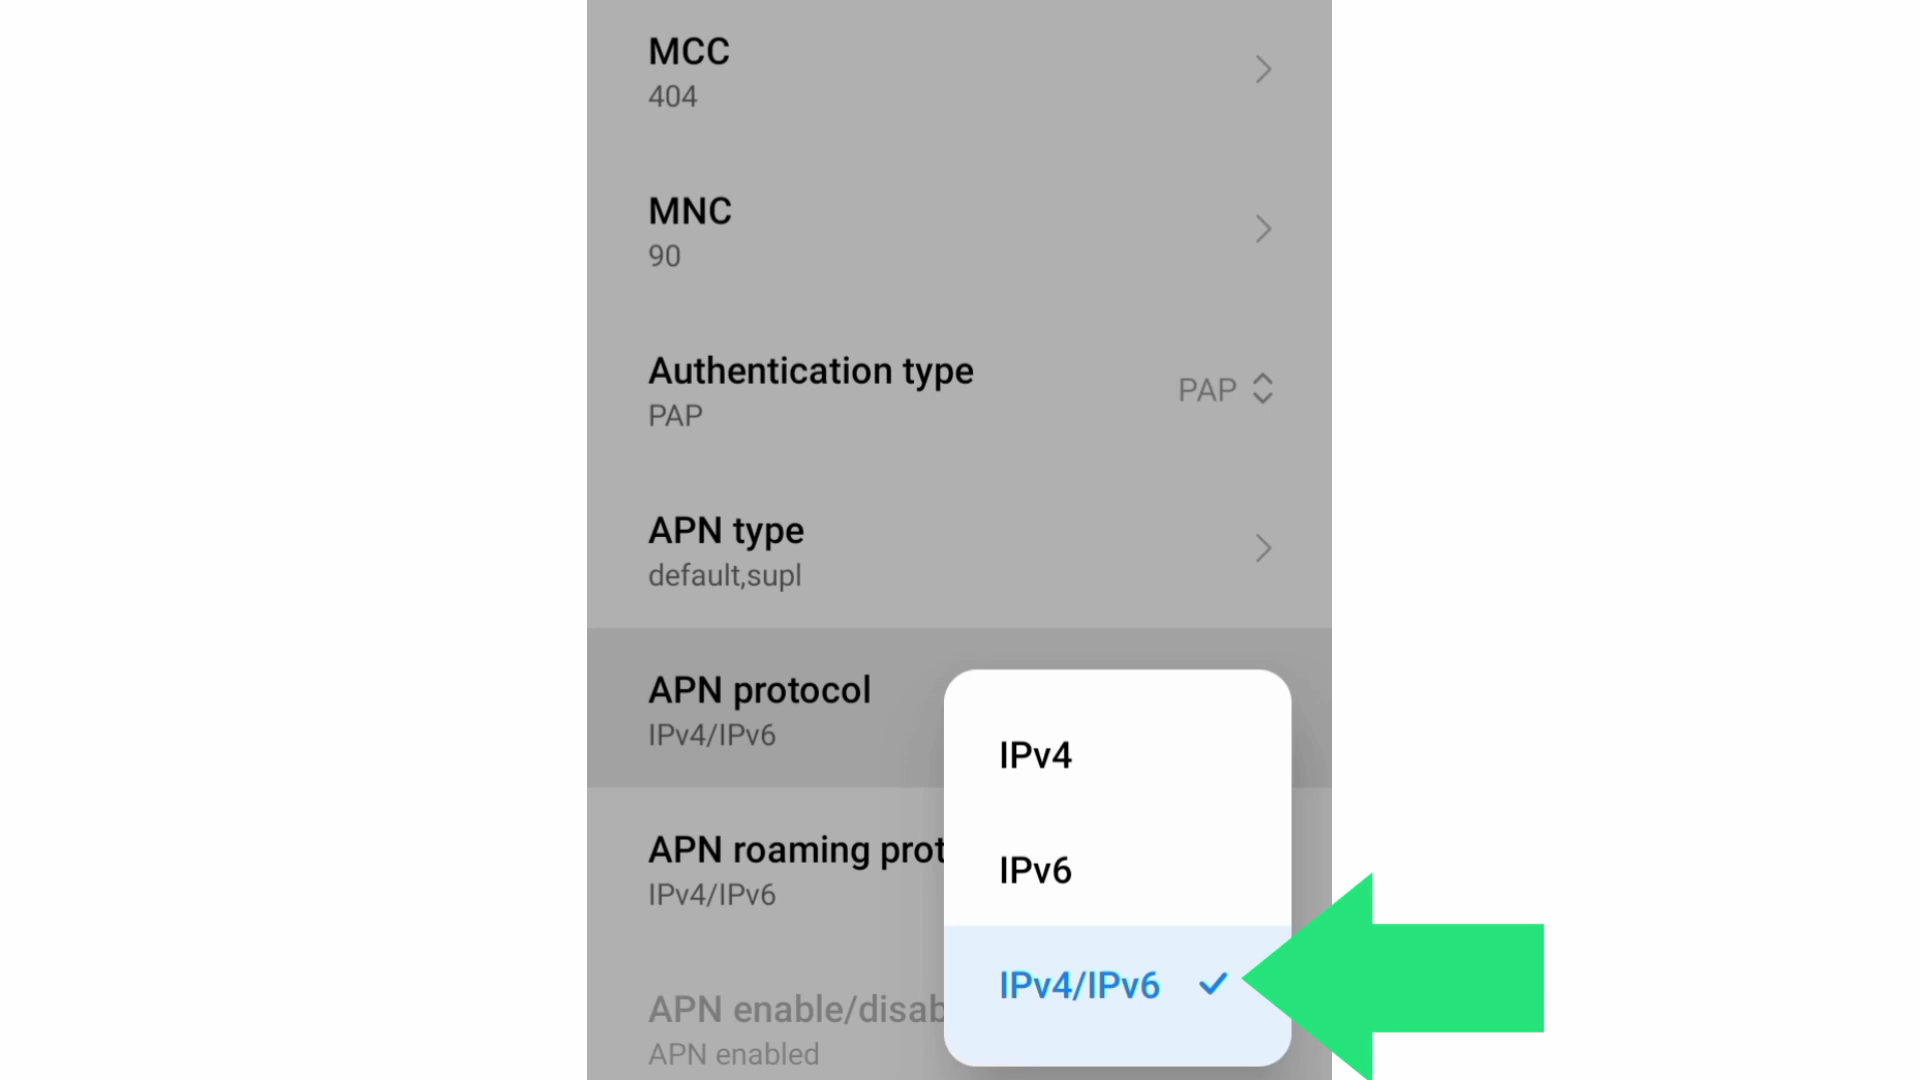 MCC
404
MNC
90
Authentication type
PAP
PAP
APN type
default,supl
APN protocol
IPv4/IPv6
IPv4
IPv6
IPv4/IPv6
APN roaming prot
IPv4/IPv6
APN enable/disab
APN enabled